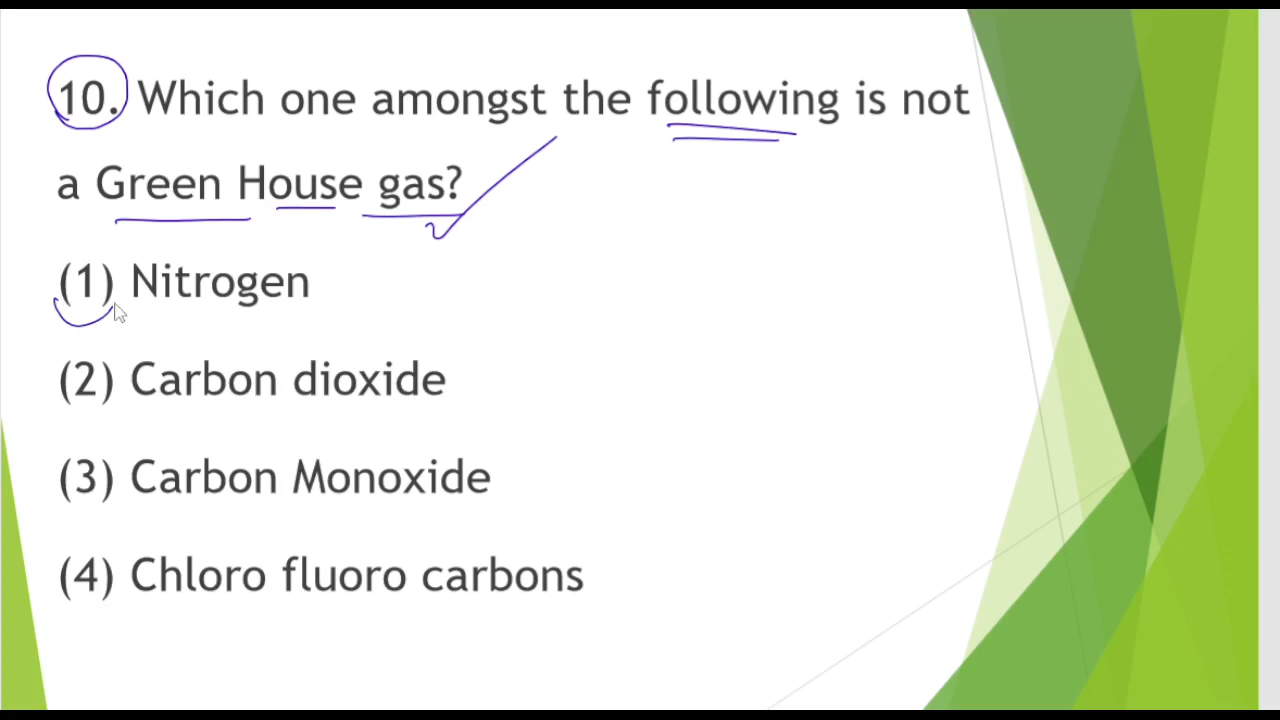 10. Which one amongst the following is not
a Green House gas?
(1) Nitrogen
(2) Carbon dioxide
(3) Carbon Monoxide
(4) Chloro fluoro carbons